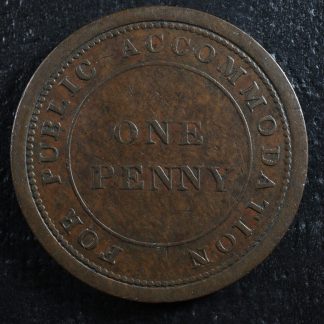 FOR PUBLIC ACCOMMODATION
ONE
PENNY